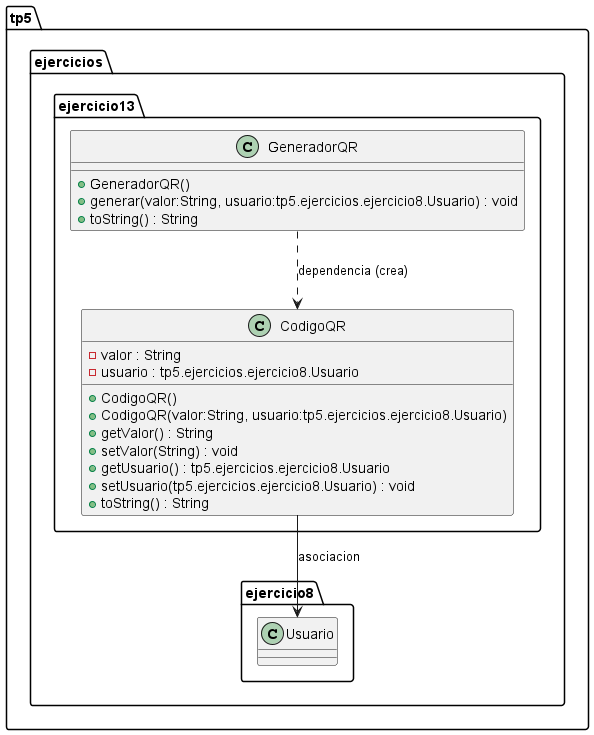 tp5
ejercicios
ejercicio13
C GeneradorQR
GeneradorQR()
generar(valor:String, usuario:tp5.ejercicios.ejercicio8.Usuario) : void
toString() : String
dependencia (crea)
C CodigoQR
valor : String
usuario : tp5.ejercicios.ejercicio8.Usuario
CodigoQR()
CodigoQR(valor:String, usuario:tp5.ejercicios.ejercicio8.Usuario)
getValor() : String
setValor(String) : void
getUsuario() : tp5.ejercicios.ejercicio8.Usuario
setUsuario(tp5.ejercicios.ejercicio8.Usuario) : void
toString() : String
asociacion
ejercicio8
C Usuario